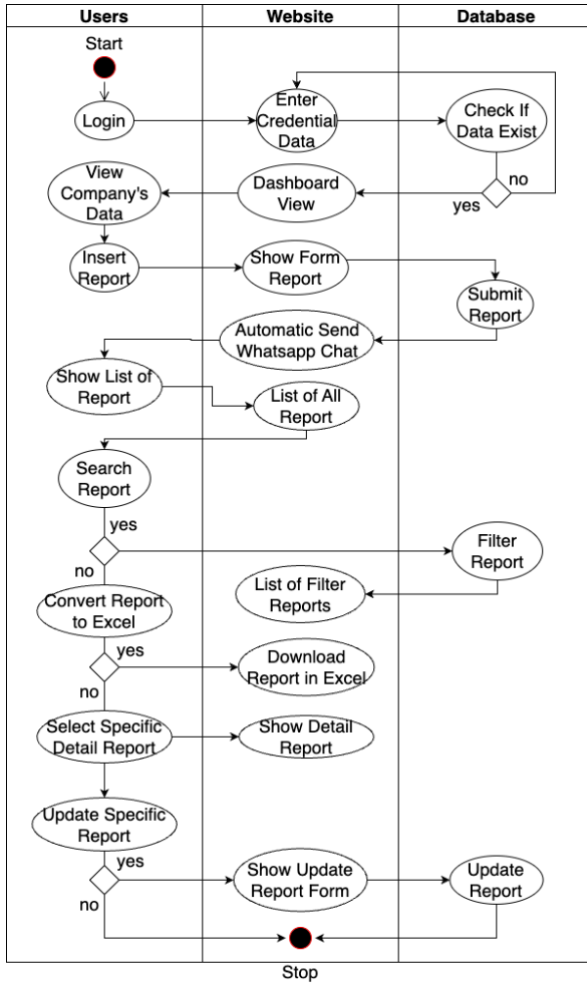 Users
Website
Database
Start
Login
Enter
Credential
Data
Check If
Data Exist
no
yes
Dashboard
View
View
Company's
Data
Insert
Report
Show Form
Report
Submit
Report
Automatic Send
Whatsapp Chat
Show List of
Report
List of All
Report
Search
Report
yes
no
Filter
Report
List of Filter
Reports
Convert Report
to Excel
yes
no
Download
Report in Excel
Select Specific
Detail Report
Show Detail
Report
Update Specific
Report
yes
no
Show Update
Report Form
Update
Report
Stop